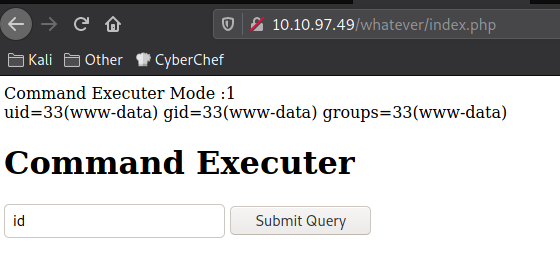 10.10.97.49/whatever/index.php
Kali Other CyberChef
Command Executer Mode :1
uid=33(www-data) gid=33(www-data) groups=33(www-data)
Command Executer
id Submit Query